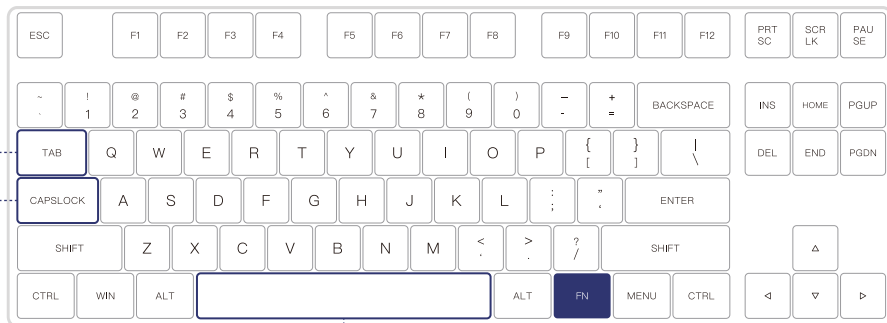 ESC F1 F2 F3 F4 F5 F6 F7 F8 F9 F10 F11 F12 PRT SCR PAU
SC LK SE
~ ! @ # $ % ^ & * ( ) — +
` 1 2 3 4 5 6 7 8 9 0 - = BACKSPACE INS HOME PGUP
TAB Q W E R T Y U I O P { } | DEL END PGDN
[ ] \
CAPSLOCK A S D F G H J K L : " ENTER
; ‘
SHIFT Z X C V B N M < > ? SHIFT
. . /
CTRL WIN ALT ALT FN MENU CTRL